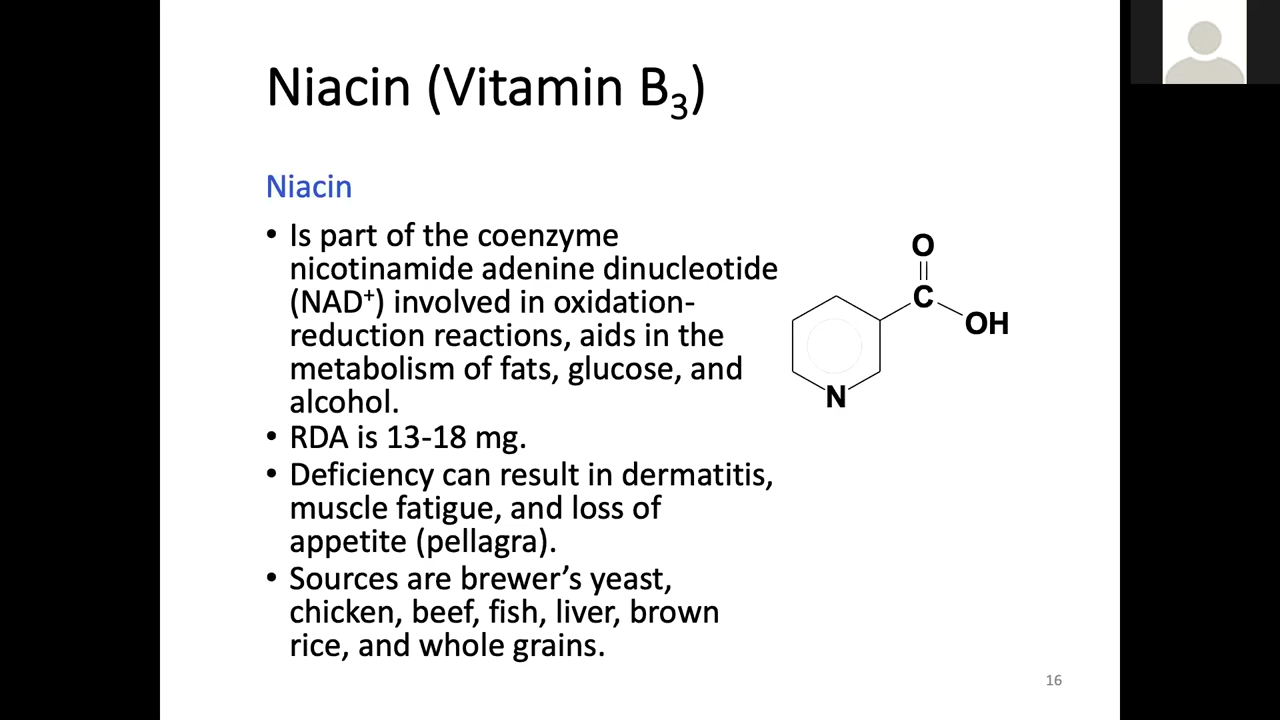 Niacin (Vitamin B₃)
Niacin
• Is part of the coenzyme
nicotinamide adenine dinucleotide
(NAD⁺) involved in oxidation-
reduction reactions, aids in the
metabolism of fats, glucose, and
alcohol.
• RDA is 13-18 mg.
• Deficiency can result in dermatitis,
muscle fatigue, and loss of
appetite (pellagra).
• Sources are brewer’s yeast,
chicken, beef, fish, liver, brown
rice, and whole grains.
O
C
OH
N
16